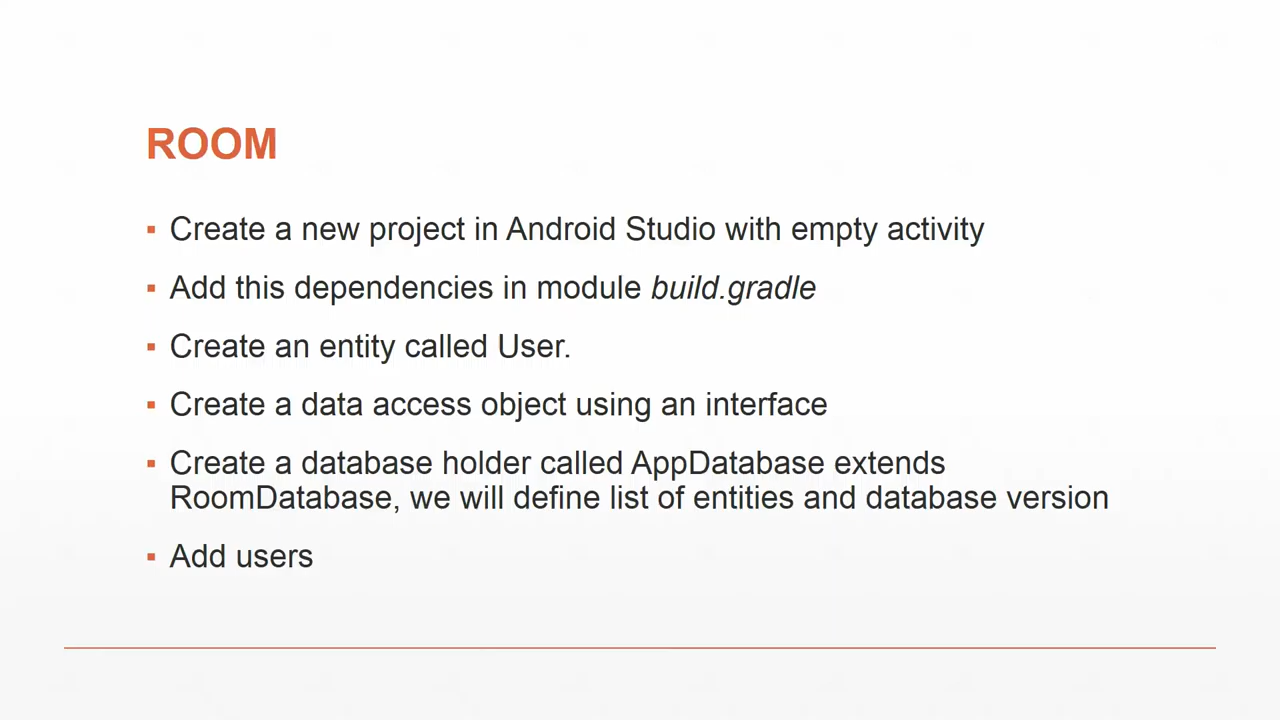 ROOM
▪ Create a new project in Android Studio with empty activity
▪ Add this dependencies in module build.gradle
▪ Create an entity called User.
▪ Create a data access object using an interface
▪ Create a database holder called AppDatabase extends
RoomDatabase, we will define list of entities and database version
▪ Add users